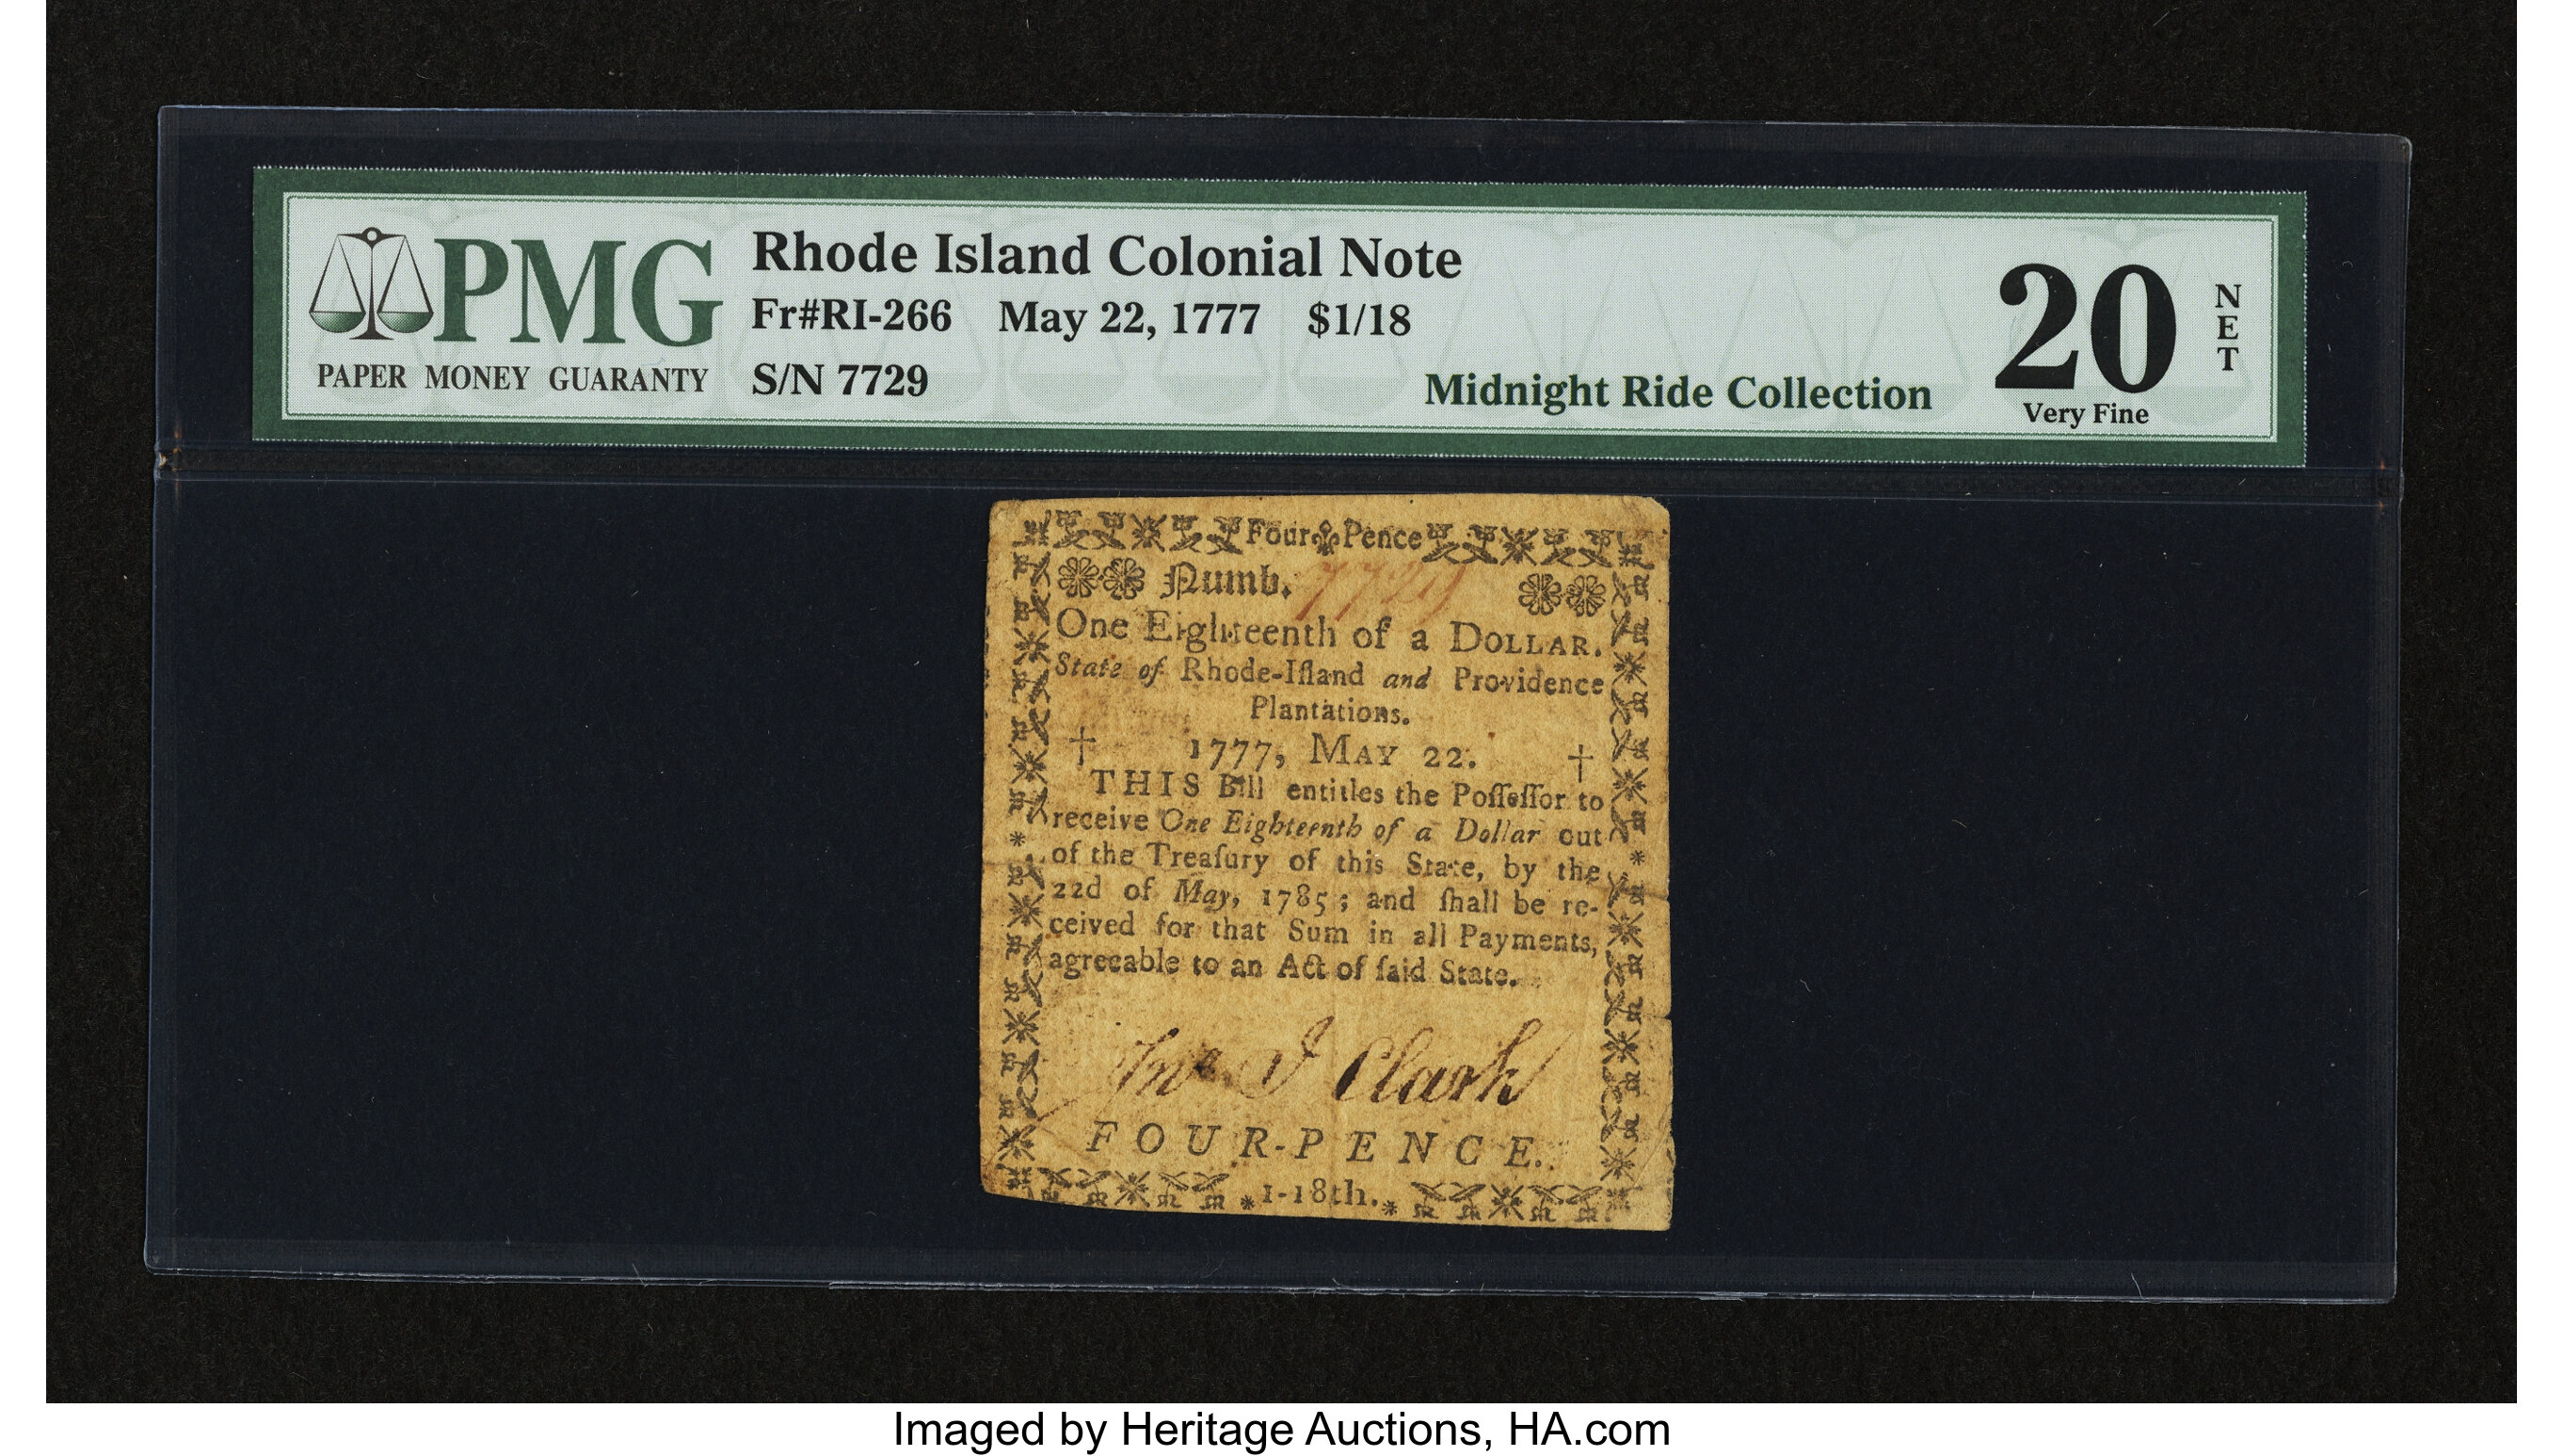 PMG
PAPER MONEY GUARANTY
Rhode Island Colonial Note
Fr#RI-266 May 22, 1777 $1/18
S/N 7729
Midnight Ride Collection
20
NET
Very Fine
Four Pence
Numb. 7729
One Eighteenth of a DOLLAR.
State of Rhode-Iſland and Providence
Plantations.
† 1777, MAY 22. †
THIS Bill entitles the Poſſeſſor to
receive One Eighteenth of a Dollar out
of the Treaſury of this State, by the
22d of May, 1785; and ſhall be re-
ceived for that Sum in all Payments,
agreeable to an Act of ſaid State.
Jnº J Clark
FOUR-PENCE.
1-18th.
Imaged by Heritage Auctions, HA.com